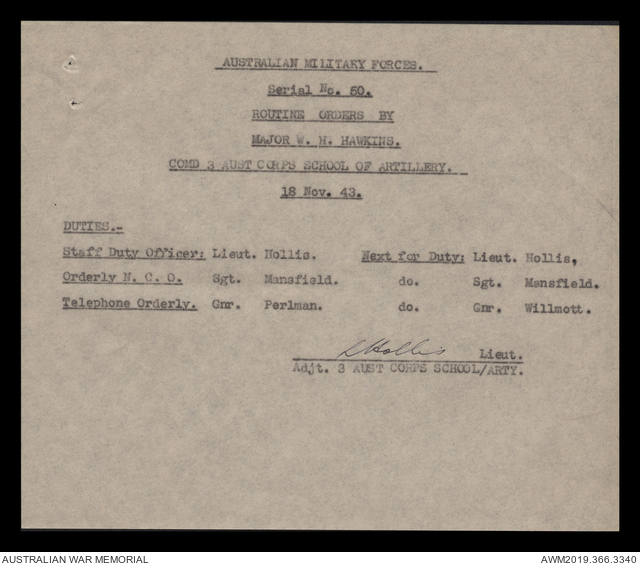 AUSTRALIAN MILITARY FORCES.
Serial No. 50.
ROUTINE ORDERS BY
MAJOR W. H. HAWKINS.
COMD 3 AUST CORPS SCHOOL OF ARTILLERY.
18 Nov. 43.
DUTIES.-
Staff Duty Officer: Lieut. Hollis. Next for Duty: Lieut. Hollis,
Orderly N. C. O. Sgt. Mansfield. do. Sgt. Mansfield.
Telephone Orderly. Gnr. Perlman. do. Gnr. Willmott.
Hollis Lieut.
Adjt. 3 AUST CORPS SCHOOL/ARTY.
AUSTRALIAN WAR MEMORIAL AWM2019.366.3340